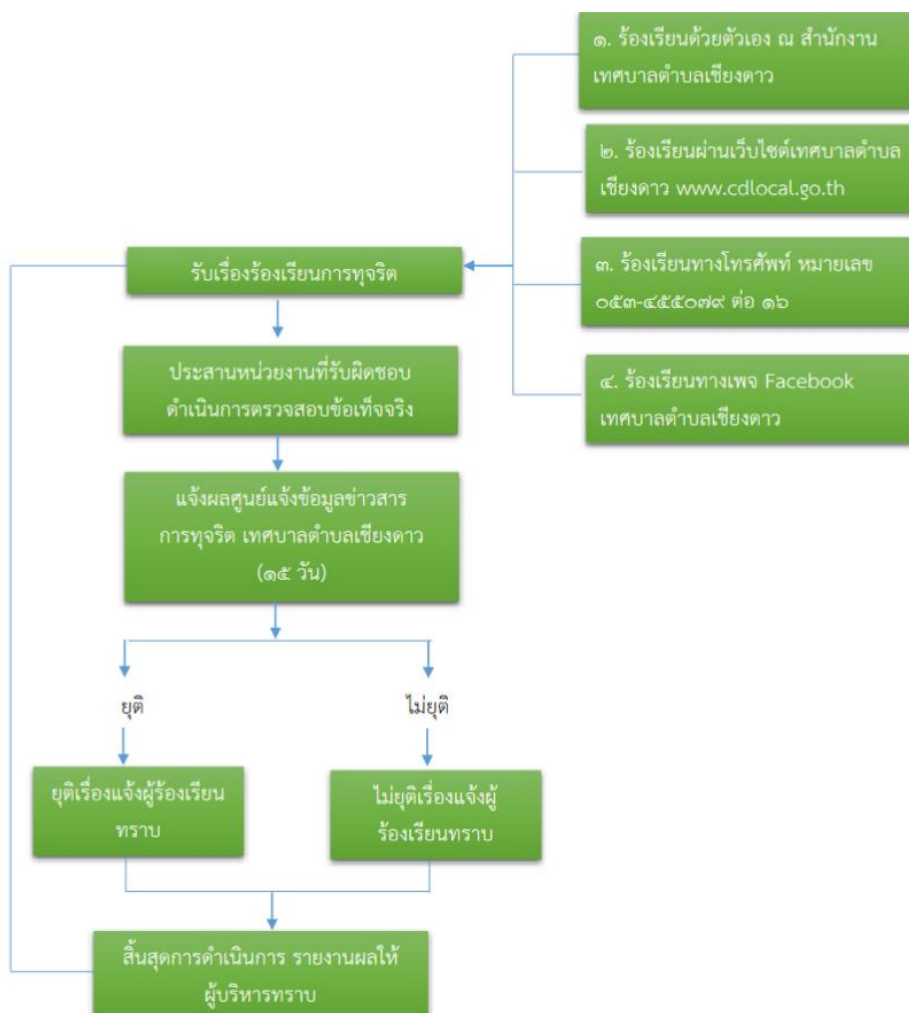 ๑. ร้องเรียนด้วยตัวเอง ณ สำนักงาน
เทศบาลตำบลเชียงดาว
๒. ร้องเรียนผ่านเว็บไซต์เทศบาลตำบล
เชียงดาว www.cdlocal.go.th
๓. ร้องเรียนทางโทรศัพท์ หมายเลข
๐๕๓-๔๕๕๐๗๙ ต่อ ๑๖
๔. ร้องเรียนทางเพจ Facebook
เทศบาลตำบลเชียงดาว
รับเรื่องร้องเรียนการทุจริต
ประสานหน่วยงานที่รับผิดชอบ
ดำเนินการตรวจสอบข้อเท็จจริง
แจ้งผลศูนย์แจ้งข้อมูลข่าวสาร
การทุจริต เทศบาลตำบลเชียงดาว
(๑๕ วัน)
ยุติ
ไม่ยุติ
ยุติเรื่องแจ้งผู้ร้องเรียน
ทราบ
ไม่ยุติเรื่องแจ้งผู้
ร้องเรียนทราบ
สิ้นสุดการดำเนินการ รายงานผลให้
ผู้บริหารทราบ